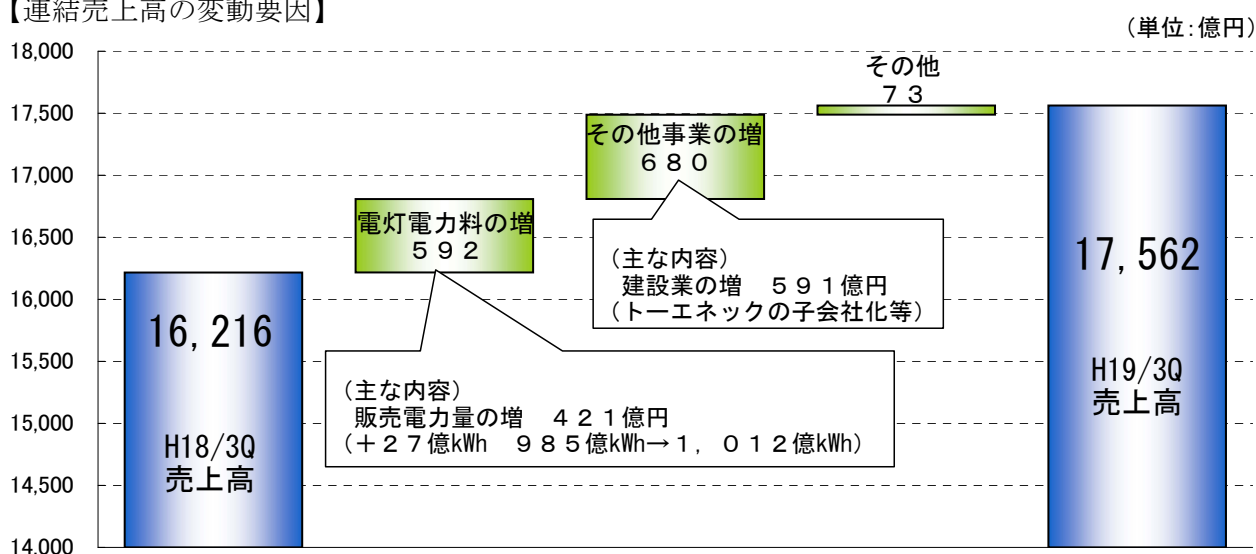 【連結売上高の変動要因】
（単位：億円）
18,000
17,500
17,000
16,500
16,000
15,500
15,000
14,500
14,000
16,216
H18/3Q
売上高
電灯電力料の増
５９２
（主な内容）
販売電力量の増　４２１億円
（＋２７億kWh　９８５億kWh→１，０１２億kWh）
その他事業の増
６８０
（主な内容）
建設業の増　５９１億円
（トーエネックの子会社化等）
その他
７３
17,562
H19/3Q
売上高